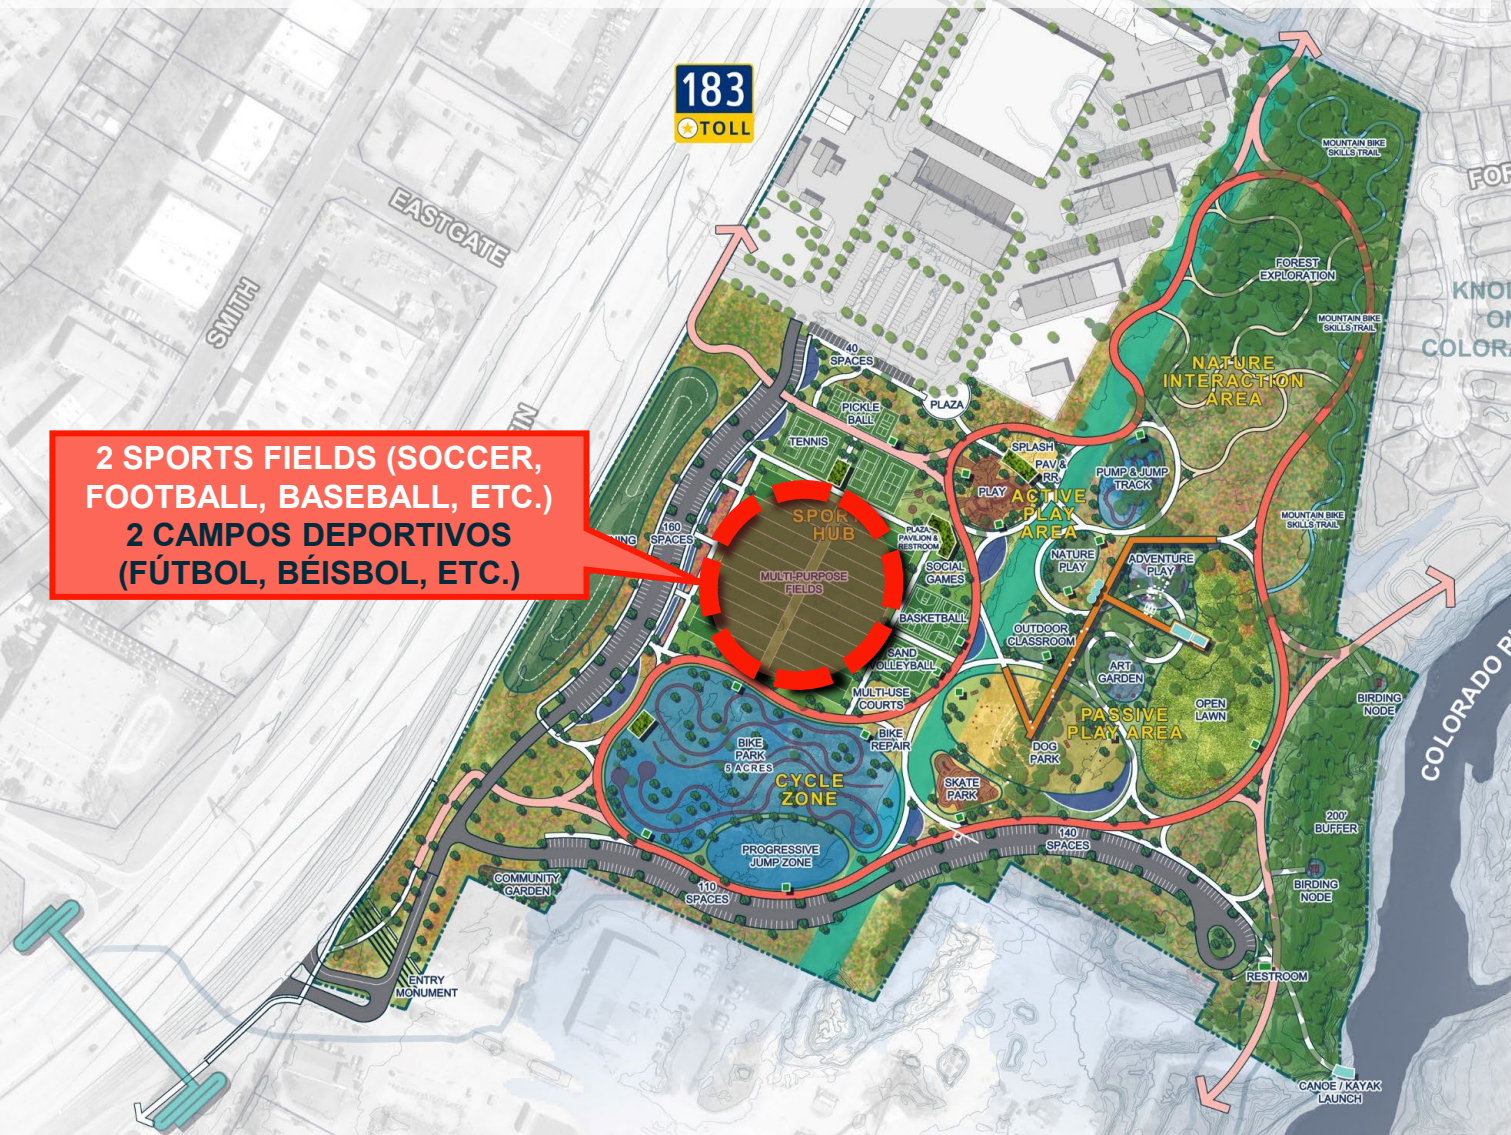 183
TOLL
EASTGATE
SMITH
MOUNTAIN BIKE
SKILLS TRAIL
FOREST
EXPLORATION
MOUNTAIN BIKE
SKILLS TRAIL
NATURE
INTERACTION
AREA
40
SPACES
PICKLE
BALL
PLAZA
TENNIS
SPLASH
PAV &
RR
PLAY
PUMP & JUMP
TRACK
ACTIVE
PLAY
AREA
MOUNTAIN BIKE
SKILLS TRAIL
2 SPORTS FIELDS (SOCCER,
FOOTBALL, BASEBALL, ETC.)
2 CAMPOS DEPORTIVOS
(FÚTBOL, BÉISBOL, ETC.)
160
SPACES
HUB
MULTI-PURPOSE
FIELDS
PLAZA
PAVILION &
RESTROOM
SOCIAL
GAMES
NATURE
PLAY
ADVENTURE
PLAY
BASKETBALL
OUTDOOR
CLASSROOM
SAND
VOLLEYBALL
ART
GARDEN
MULTI-USE
COURTS
BIRDING
NODE
OPEN
LAWN
PASSIVE
PLAY AREA
BIKE
REPAIR
DOG
PARK
BIKE
PARK
5 ACRES
CYCLE
ZONE
SKATE
PARK
COLORADO
200'
BUFFER
140
SPACES
PROGRESSIVE
JUMP ZONE
COMMUNITY
GARDEN
110
SPACES
BIRDING
NODE
ENTRY
MONUMENT
RESTROOM
CANOE / KAYAK
LAUNCH